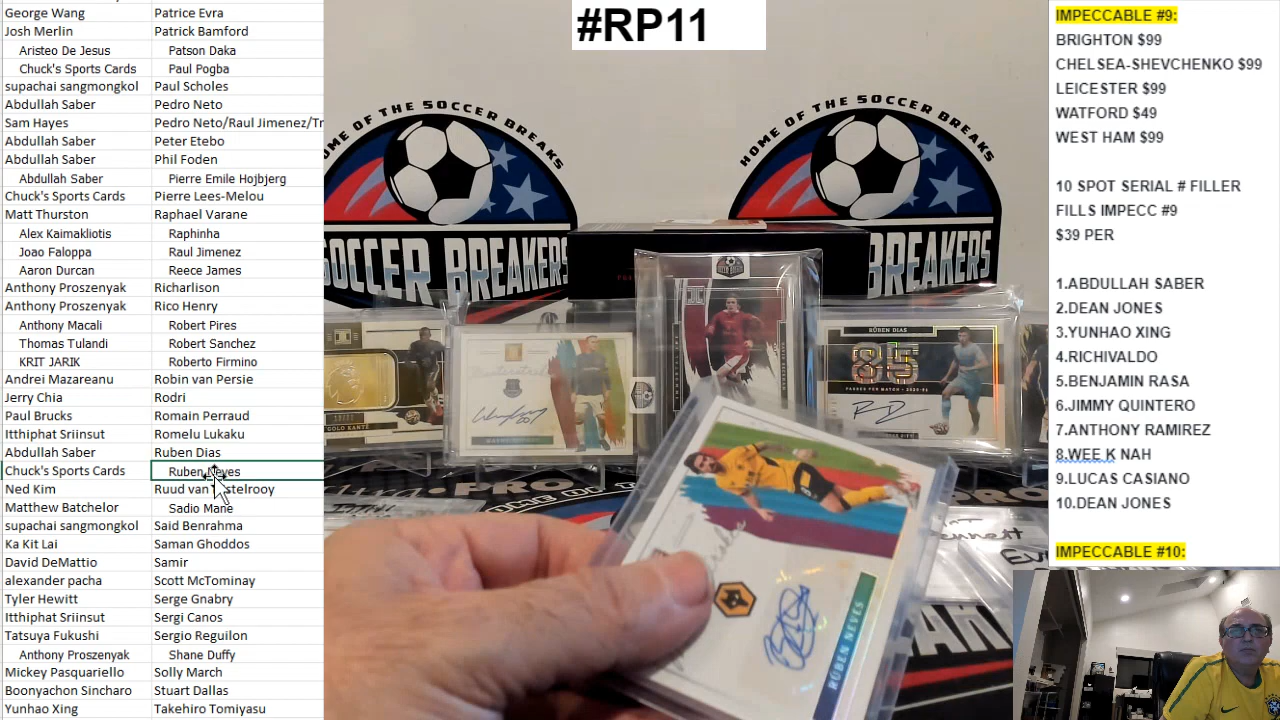 George Wang Patrice Evra
Josh Merlin Patrick Bamford
Aristeo De Jesus Patson Daka
Chuck's Sports Cards Paul Pogba
supachai sangmongkol Paul Scholes
Abdullah Saber Pedro Neto
Sam Hayes Pedro Neto/Raul Jimenez/Tr
Abdullah Saber Peter Etebo
Abdullah Saber Phil Foden
Abdullah Saber Pierre Emile Hojbjerg
Chuck's Sports Cards Pierre Lees-Melou
Matt Thurston Raphael Varane
Alex Kaimakliotis Raphinha
Joao Faloppa Raul Jimenez
Aaron Durcan Reece James
Anthony Proszenyak Richarlison
Anthony Proszenyak Rico Henry
Anthony Macali Robert Pires
Thomas Tulandi Robert Sanchez
KRIT JARIK Roberto Firmino
Andrei Mazareanu Robin van Persie
Jerry Chia Rodri
Paul Brucks Romain Perraud
Itthiphat Sriinsut Romelu Lukaku
Abdullah Saber Ruben Dias
Chuck's Sports Cards Ruben Neves
Ned Kim Ruud van Nistelrooy
Matthew Batchelor Sadio Mane
supachai sangmongkol Said Benrahma
Ka Kit Lai Saman Ghoddos
David DeMattio Samir
alexander pacha Scott McTominay
Tyler Hewitt Serge Gnabry
Itthiphat Sriinsut Sergi Canos
Tatsuya Fukushi Sergio Reguilon
Anthony Proszenyak Shane Duffy
Mickey Pasquariello Solly March
Boonyachon Sincharo Stuart Dallas
Yunhao Xing Takehiro Tomiyasu
#RP11
HOME OF THE SOCCER BREAKS
SOCCER BREAKERS
HOME OF THE SOCCER BREAKS
SOCCER BREAKERS
RÚBEN DIAS
85
RÚBEN NEVES
IMPECCABLE #9:
BRIGHTON $99
CHELSEA-SHEVCHENKO $99
LEICESTER $99
WATFORD $49
WEST HAM $99
10 SPOT SERIAL # FILLER
FILLS IMPECC #9
$39 PER
1.ABDULLAH SABER
2.DEAN JONES
3.YUNHAO XING
4.RICHIVALDO
5.BENJAMIN RASA
6.JIMMY QUINTERO
7.ANTHONY RAMIREZ
8.WEE K NAH
9.LUCAS CASIANO
10.DEAN JONES
IMPECCABLE #10: